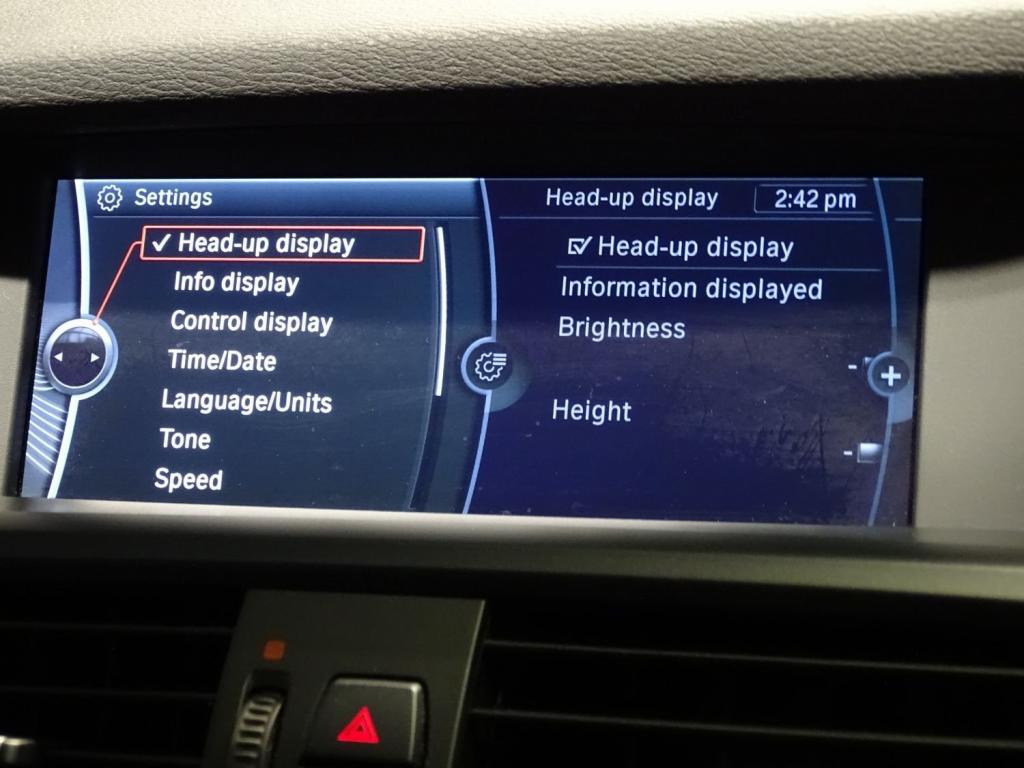 Settings
Head-up display
Info display
Control display
Time/Date
Language/Units
Tone
Speed
Head-up display
2:42 pm
Head-up display
Information displayed
Brightness
Height